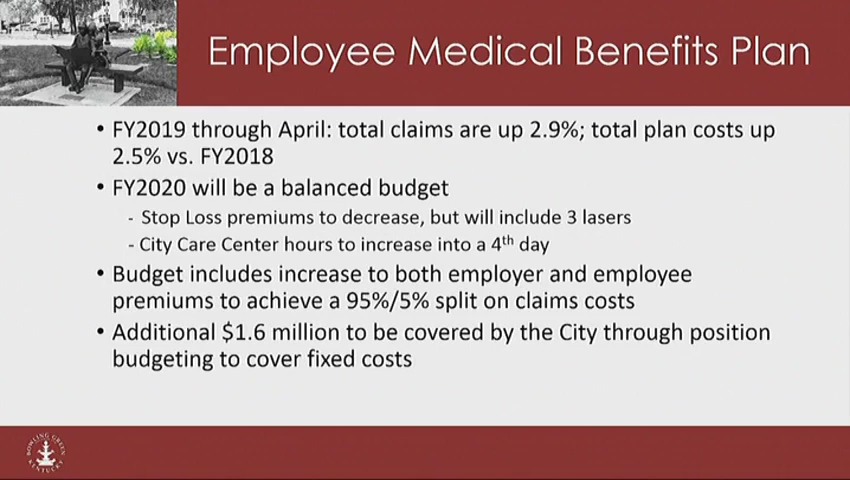 Employee Medical Benefits Plan
• FY2019 through April: total claims are up 2.9%; total plan costs up
2.5% vs. FY2018
• FY2020 will be a balanced budget
- Stop Loss premiums to decrease, but will include 3 lasers
- City Care Center hours to increase into a 4th day
• Budget includes increase to both employer and employee
premiums to achieve a 95%/5% split on claims costs
• Additional $1.6 million to be covered by the City through position
budgeting to cover fixed costs
BOWLING GREEN
KENTUCKY